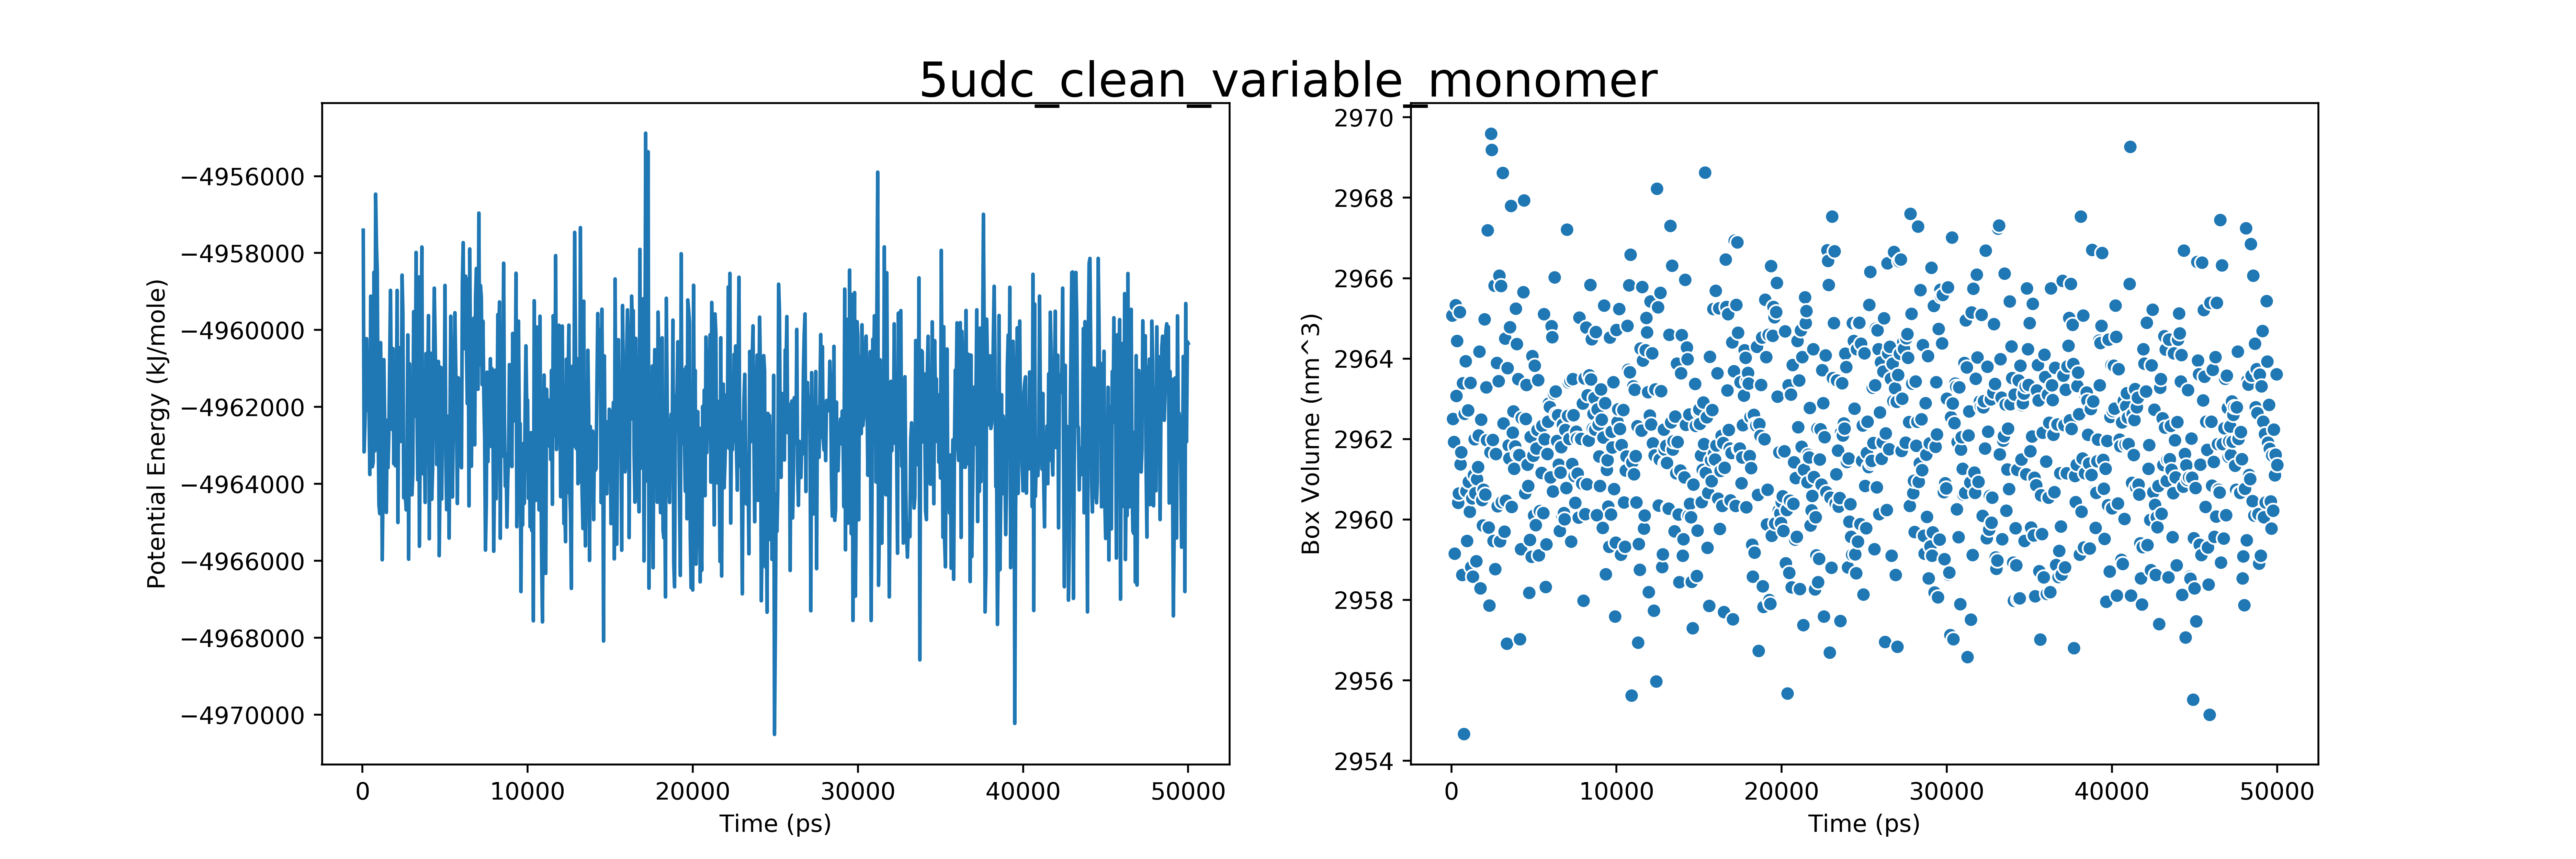 5udc_clean_variable_monomer
Potential Energy (kJ/mole)
−4956000
−4958000
−4960000
−4962000
−4964000
−4966000
−4968000
−4970000
0 10000 20000 30000 40000 50000
Time (ps)
Box Volume (nm^3)
2970
2968
2966
2964
2962
2960
2958
2956
2954
0 10000 20000 30000 40000 50000
Time (ps)